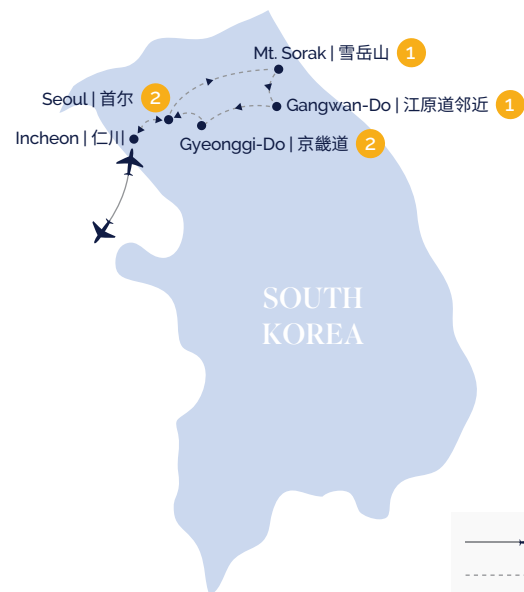 Mt. Sorak | 雪岳山 1
Seoul | 首尔 2
Gangwan-Do | 江原道邻近 1
Incheon | 仁川
Gyeonggi-Do | 京畿道 2
SOUTH
KOREA